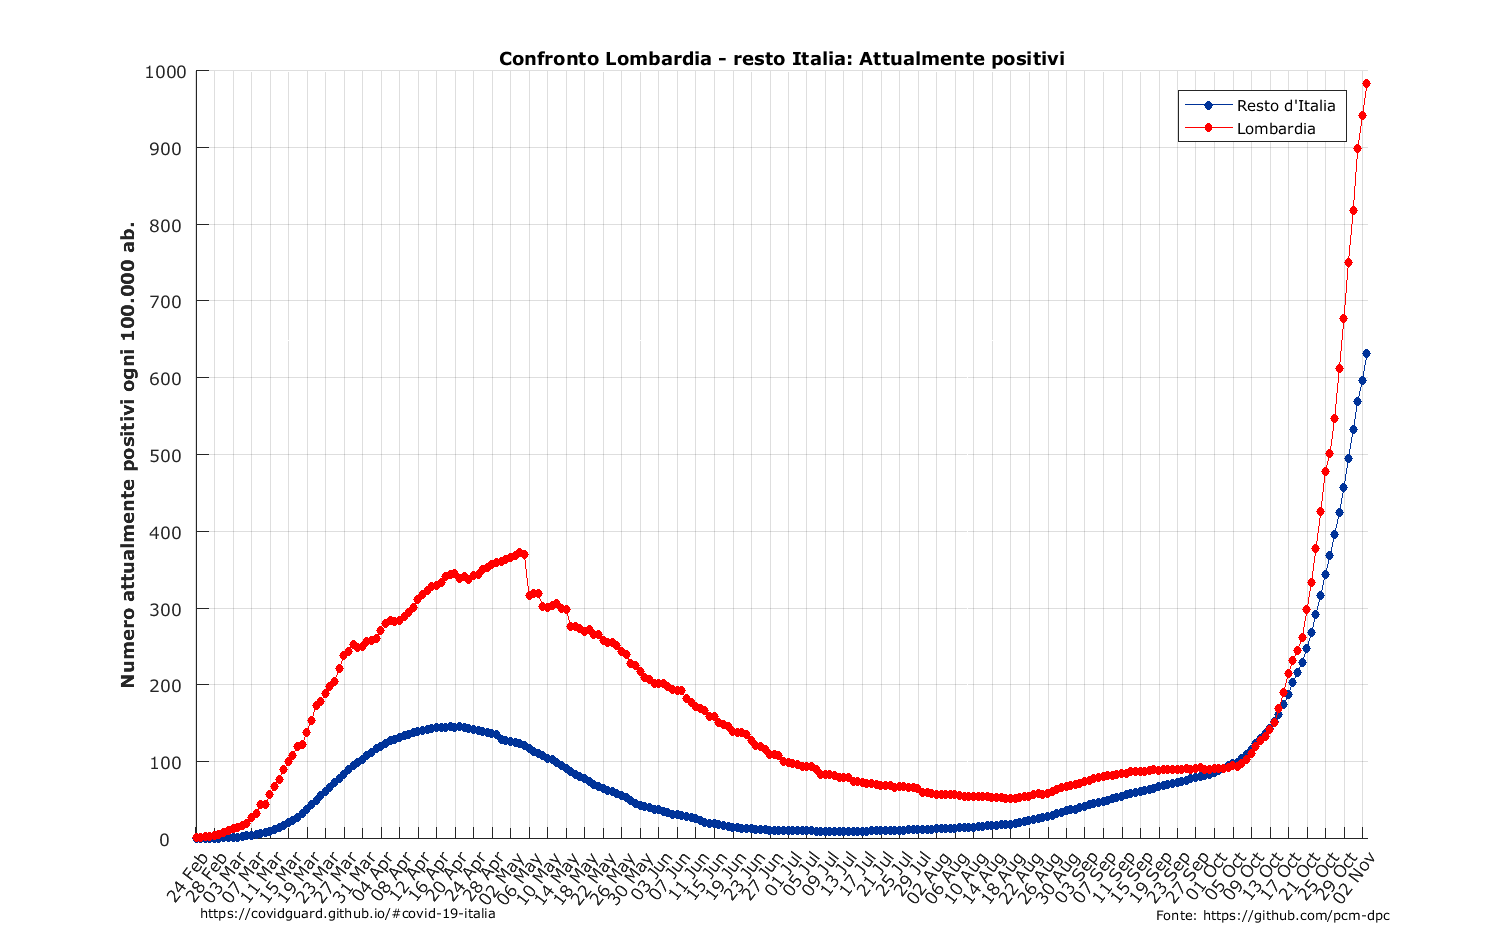 Confronto Lombardia - resto Italia: Attualmente positivi
1000
900
800
700
600
500
400
300
200
100
0
Numero attualmente positivi ogni 100.000 ab.
Resto d'Italia
Lombardia
24 Feb
28 Feb
03 Mar
07 Mar
11 Mar
15 Mar
19 Mar
23 Mar
27 Mar
31 Mar
04 Apr
08 Apr
12 Apr
16 Apr
20 Apr
24 Apr
28 Apr
02 May
06 May
10 May
14 May
18 May
22 May
26 May
30 May
03 Jun
07 Jun
11 Jun
15 Jun
19 Jun
23 Jun
27 Jun
01 Jul
05 Jul
09 Jul
13 Jul
17 Jul
21 Jul
25 Jul
29 Jul
02 Aug
06 Aug
10 Aug
14 Aug
18 Aug
22 Aug
26 Aug
30 Aug
03 Sep
07 Sep
11 Sep
15 Sep
19 Sep
23 Sep
27 Sep
01 Oct
05 Oct
09 Oct
13 Oct
17 Oct
21 Oct
25 Oct
29 Oct
02 Nov
https://covidguard.github.io/#covid-19-italia
Fonte: https://github.com/pcm-dpc